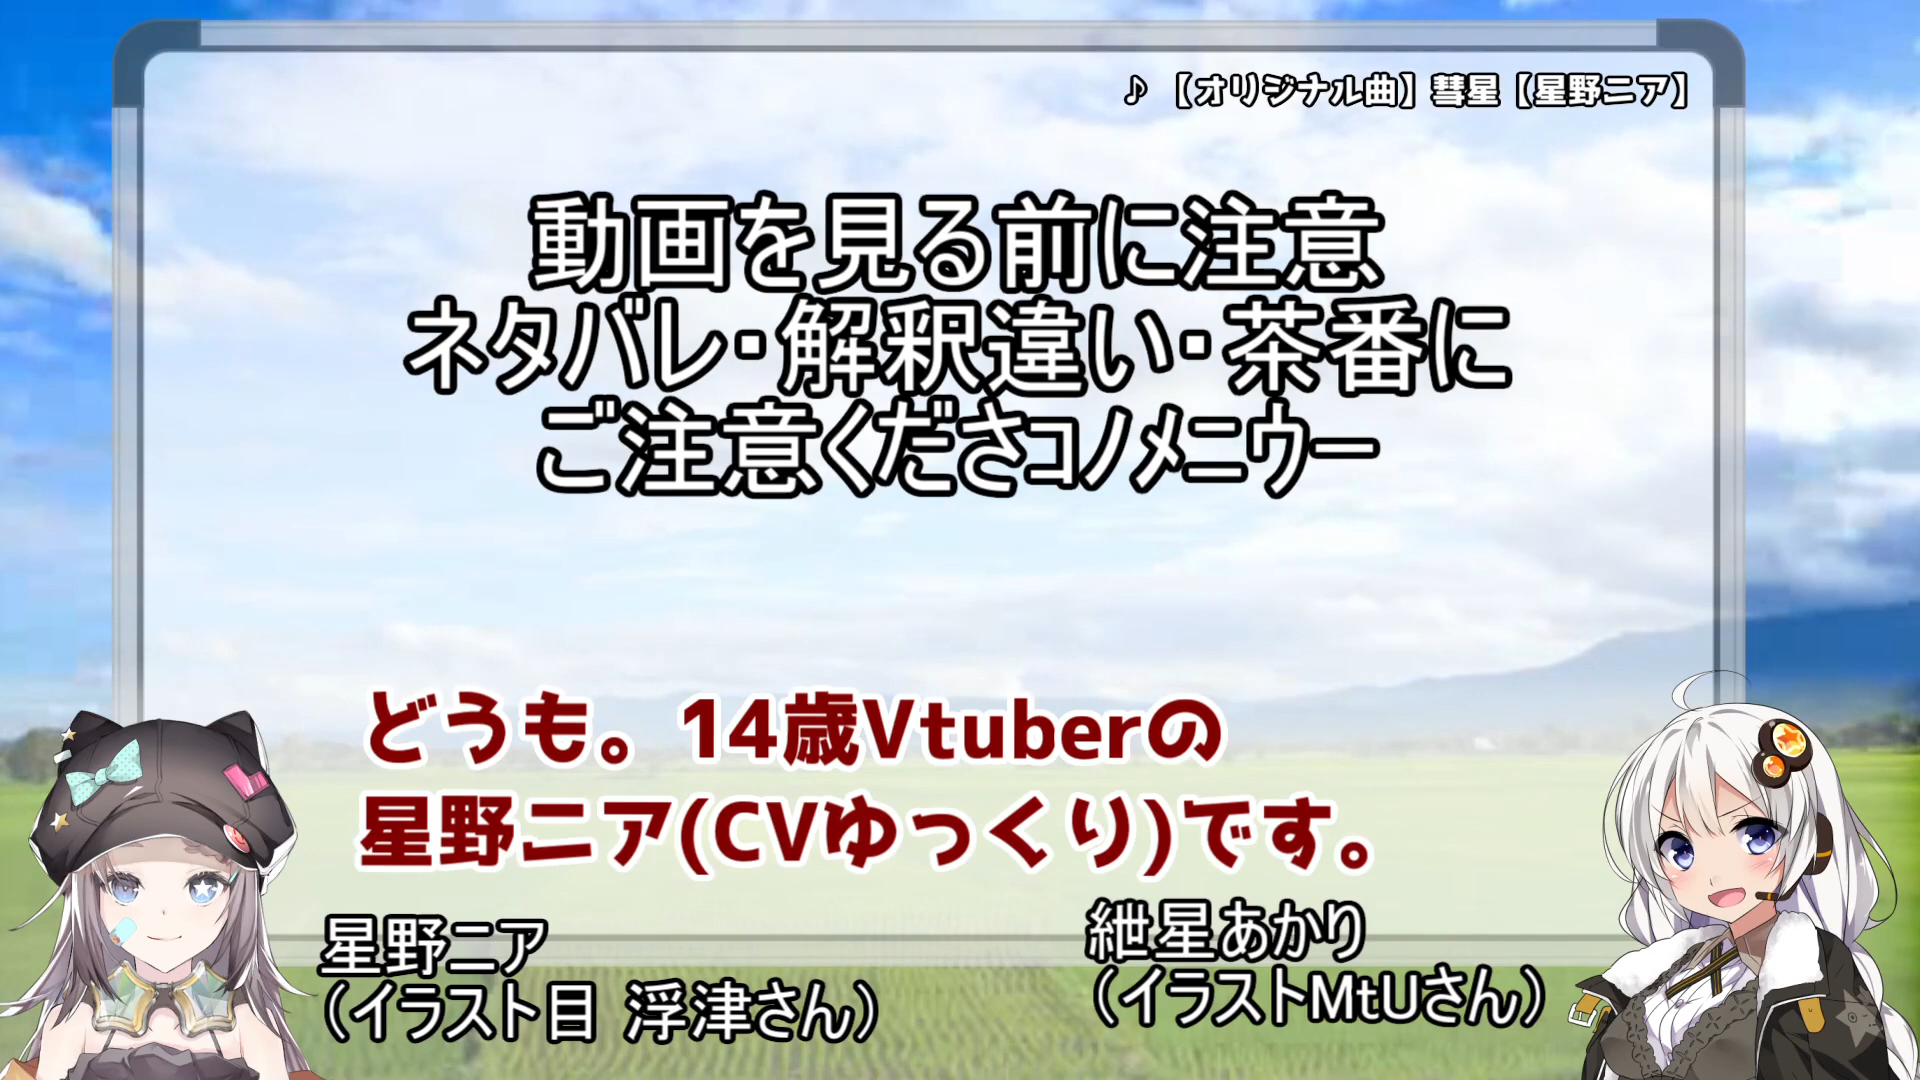 ♪ 【オリジナル曲】彗星【星野ニア】
動画を見る前に注意
ネタバレ・解釈違い・茶番に
ご注意くださｺﾉﾒﾆｳｰ
どうも。14歳Vtuberの
星野ニア(CVゆっくり)です。
星野ニア
（イラスト目 浮津さん）
紲星あかり
（イラストMtUさん）